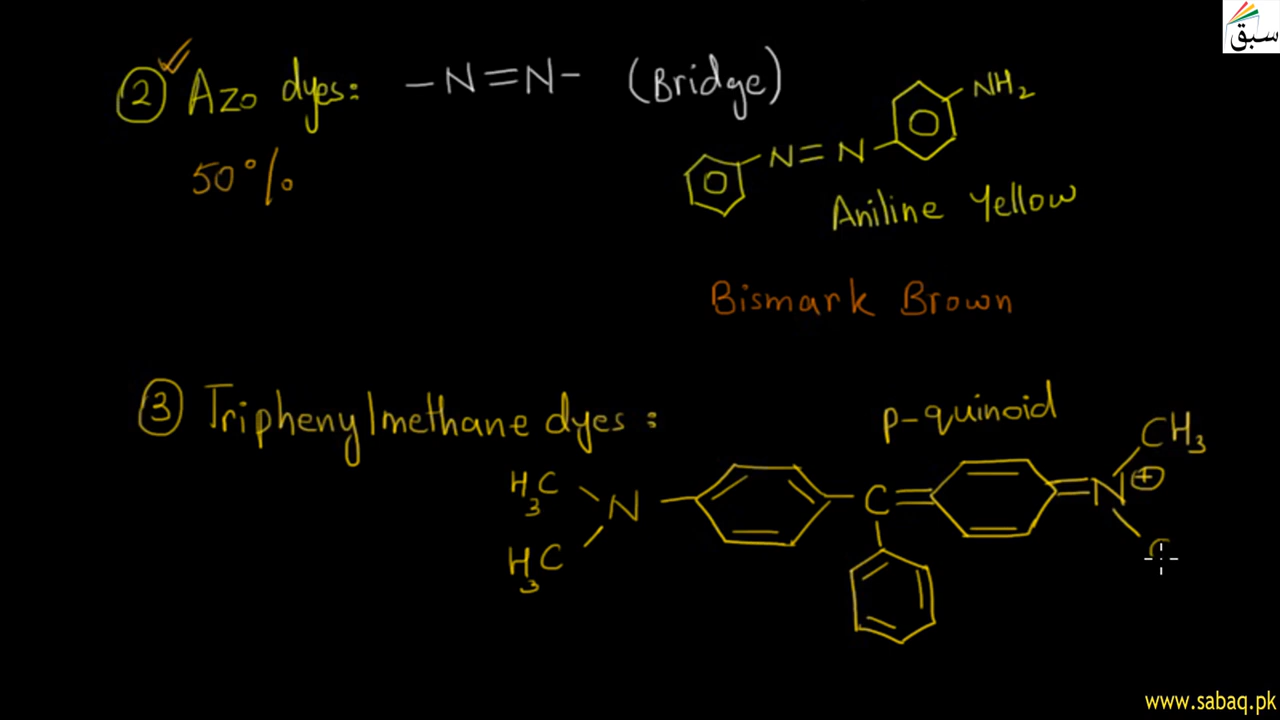 سبق
② Azo dyes: –N=N– (Bridge)
50%
N=N
NH2
Aniline Yellow
Bismark Brown
③ Triphenylmethane dyes:
p-quinoid
H3C
H3C
N
C
N⊕
CH3
C
www.sabaq.pk